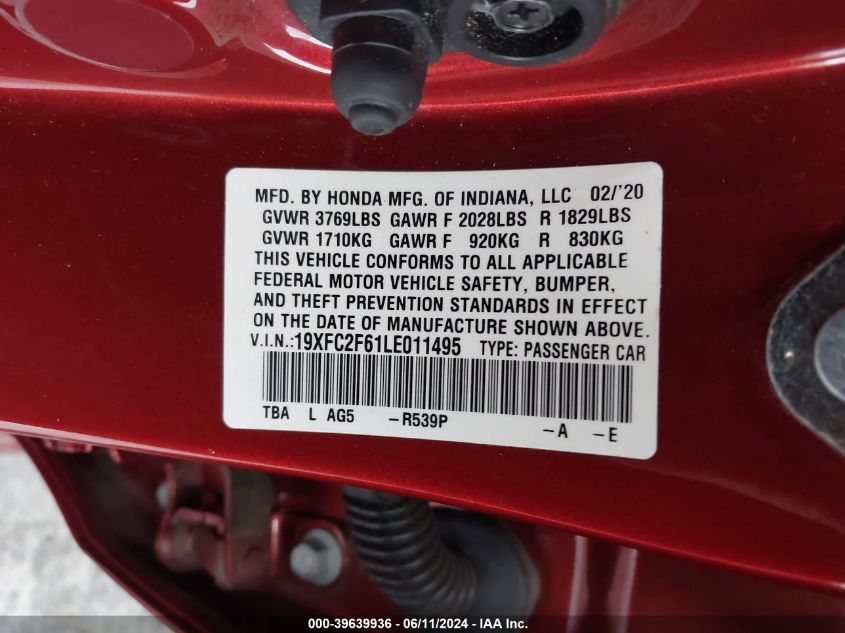 MFD. BY HONDA MFG. OF INDIANA, LLC 02/'20
GVWR 3769LBS GAWR F 2028LBS R 1829LBS
GVWR 1710KG GAWR F 920KG R 830KG
THIS VEHICLE CONFORMS TO ALL APPLICABLE
FEDERAL MOTOR VEHICLE SAFETY, BUMPER,
AND THEFT PREVENTION STANDARDS IN EFFECT
ON THE DATE OF MANUFACTURE SHOWN ABOVE.
V.I.N.:19XFC2F61LE011495 TYPE: PASSENGER CAR
TBA L AG5 -R539P -A -E
000-39639936 - 06/11/2024 - IAA Inc.